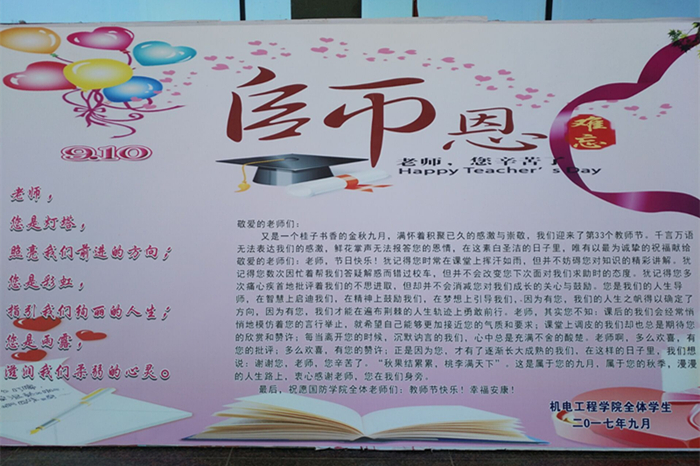 師恩
难忘
9.10
老师，您辛苦了
Happy Teacher's Day
老师，
您是灯塔，
照亮我们前进的方向；
您是彩虹，
指引我们绚丽的人生；
您是雨露，
滋润我们柔弱的心灵。
敬爱的老师们：
又是一个桂子书香的金秋九月，满怀着积聚已久的感激与崇敬，我们迎来了第33个教师节。千言万语
无法表达我们的感激，鲜花掌声无法报答您的恩情，在这素白圣洁的日子里，唯有以最为诚挚的祝福献给
敬爱的老师们：老师，节日快乐！犹记得您时常在课堂上挥汗如雨，但并不妨碍您对知识的精彩讲解。犹
记得您数次因忙着帮我们答疑解惑而错过校车，但并不会改变您下次面对我们求助时的态度。犹记得您多
次痛心疾首地批评着我们的不思进取，但却并不会消减您对我们成长的关心与鼓励。您是我们的人生导
师，在智慧上启迪我们，在精神上鼓励我们，在梦想上引导我们，因为有您，我们的人生之帆得以确定了
方向，因为有您，我们才能在遍布荆棘的人生轨迹上勇敢前行。老师，其实您不知：课后的我们会经常悄
悄地模仿着您的言行举止，就希望自己能够更加接近您的气质和要求；课堂上调皮的我们却也总是期待您
的欣赏和赞许；每当离开您的时候，沉默讷言的我们，心中总是充满不舍的酸楚。老师啊，多么欢喜，有
您的批评；多么欢喜，有您的赞许；正是因为您，才有了逐渐长大成熟的我们，在这样的日子里，我们想
说：谢谢您，老师，您辛苦了。“秋果结累累，桃李满天下”，这是属于您的九月，属于您的秋季，漫漫
的人生路上，衷心感谢老师，您在我们身旁。
最后，祝愿国防学院全体老师们：教师节快乐！幸福安康！
机电工程学院全体学生
二〇一七年九月